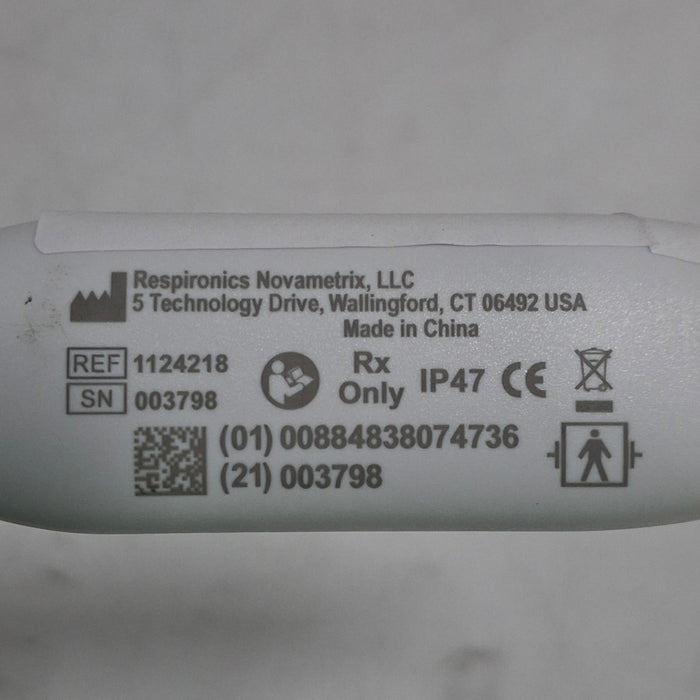 Respironics Novametrix, LLC
5 Technology Drive, Wallingford, CT 06492 USA
Made in China
REF 1124218
SN 003798
Rx Only
IP47 CE
(01) 00884838074736
(21) 003798